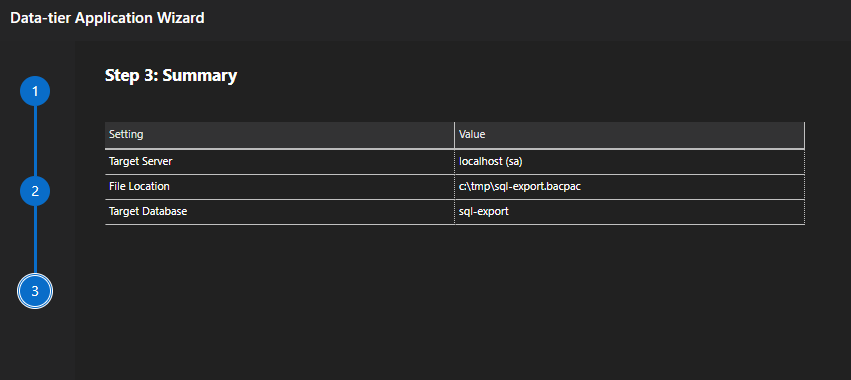 Data-tier Application Wizard
1
2
3
Step 3: Summary
Setting Value
Target Server localhost (sa)
File Location c:\tmp\sql-export.bacpac
Target Database sql-export